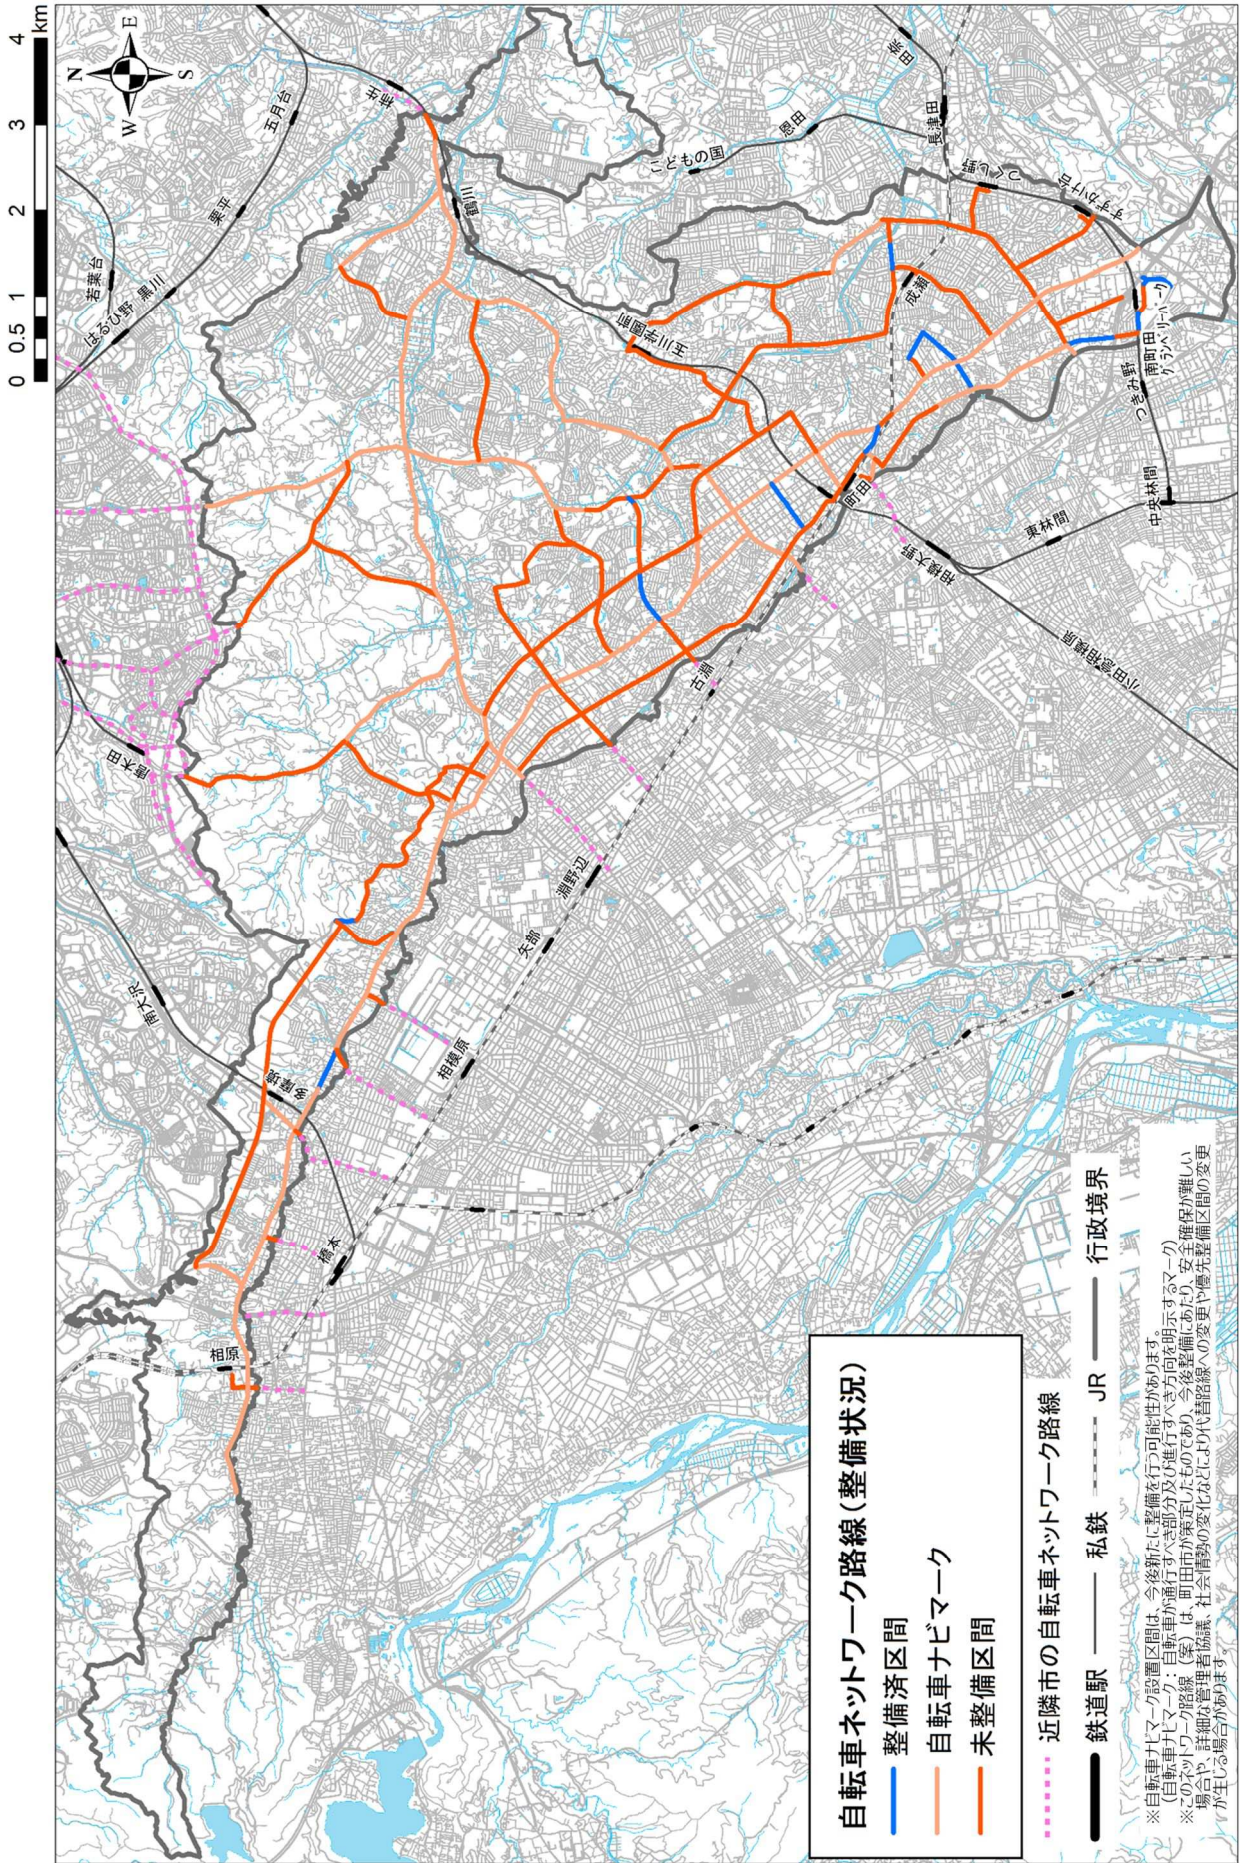 0 0.5 1 2 3 4 km
N
W E
S
若葉台
はるひ野
黒川
栗平
五月台
柿生
鶴川
玉川学園前
こどもの国
恩田
田奈
長津田
つくし野
すずかけ台
成瀬
南町田
グランベリーパーク
つきみ野
中央林間
東林間
相模大野
小田急相模原
町田
古淵
淵野辺
矢部
相模原
橋本
相原
多摩境
南大沢
唐木田
自転車ネットワーク路線(整備状況)
整備済区間
自転車ナビマーク
未整備区間
近隣市の自転車ネットワーク路線
鉄道駅 私鉄 JR 行政境界
※自転車ナビマーク設置区間は、今後新たに整備を行う可能性があります。
(自転車ナビマーク:自転車が通行すべき部分及び進行すべき方向を明示するマーク)
※このネットワーク路線(案)は、町田市が策定したものであり、今後整備にあたり、安全確保が難しい
場合や、詳細な管理者協議、社会情勢の変化などにより代替路線への変更や優先整備区間の変更
が生じる場合があります。